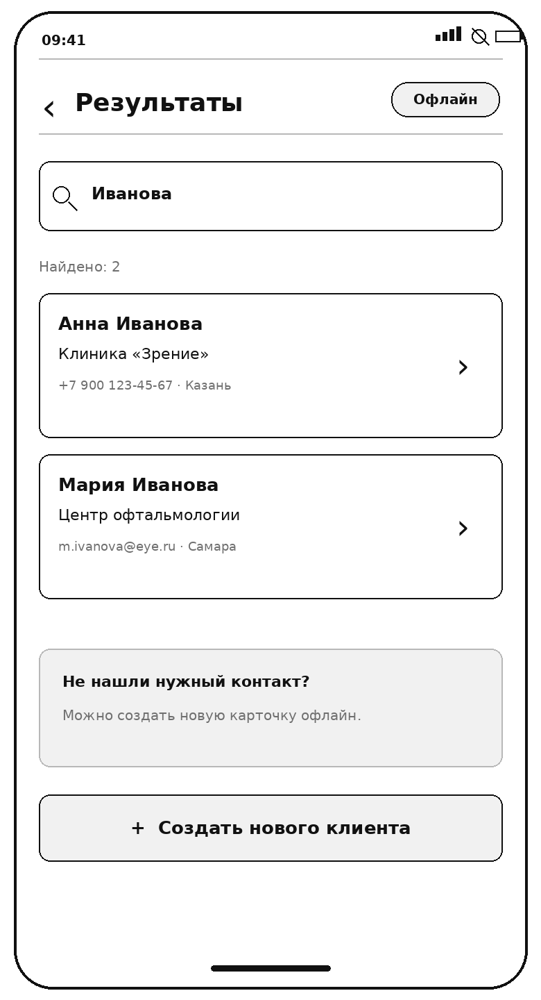 09:41
‹ Результаты
Офлайн
Иванова
Найдено: 2
Анна Иванова
Клиника «Зрение»
+7 900 123-45-67 · Казань
›
Мария Иванова
Центр офтальмологии
m.ivanova@eye.ru · Самара
›
Не нашли нужный контакт?
Можно создать новую карточку офлайн.
+ Создать нового клиента